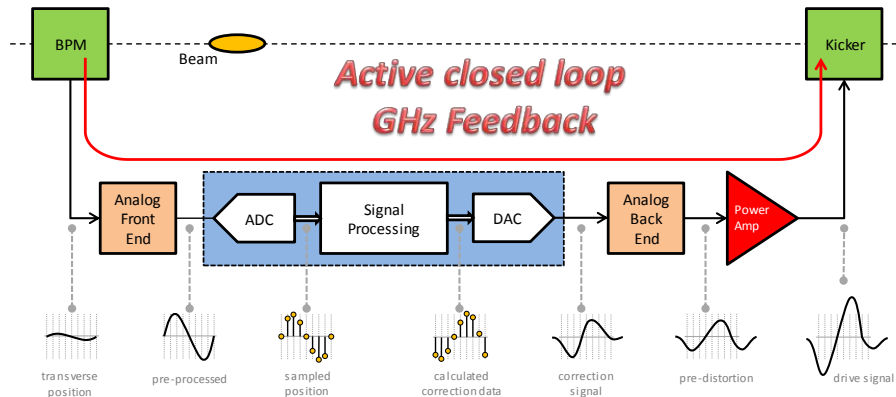 BPM
Kicker
Beam
Active closed loop
GHz Feedback
Analog
Front
End
ADC
Signal
Processing
DAC
Analog
Back
End
Power
Amp
transverse
position
pre-processed
sampled
position
calculated
correction data
correction
signal
pre-distortion
drive signal